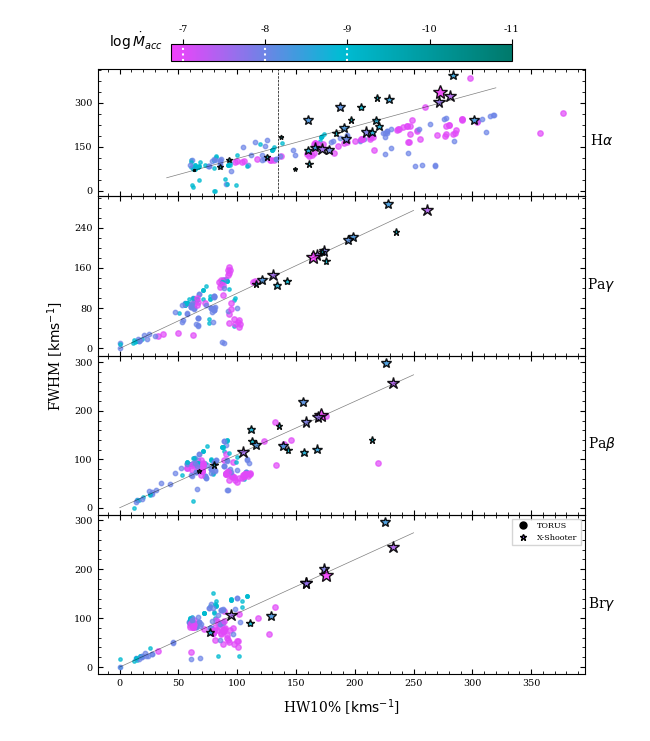 log Ṁacc
-7 -8 -9 -10 -11
300
150
0
Hα
240
160
80
0
Paγ
300
200
100
0
Paβ
300
200
100
0
Brγ
TORUS
X-Shooter
FWHM [kms⁻¹]
0 50 100 150 200 250 300 350
HW10% [kms⁻¹]